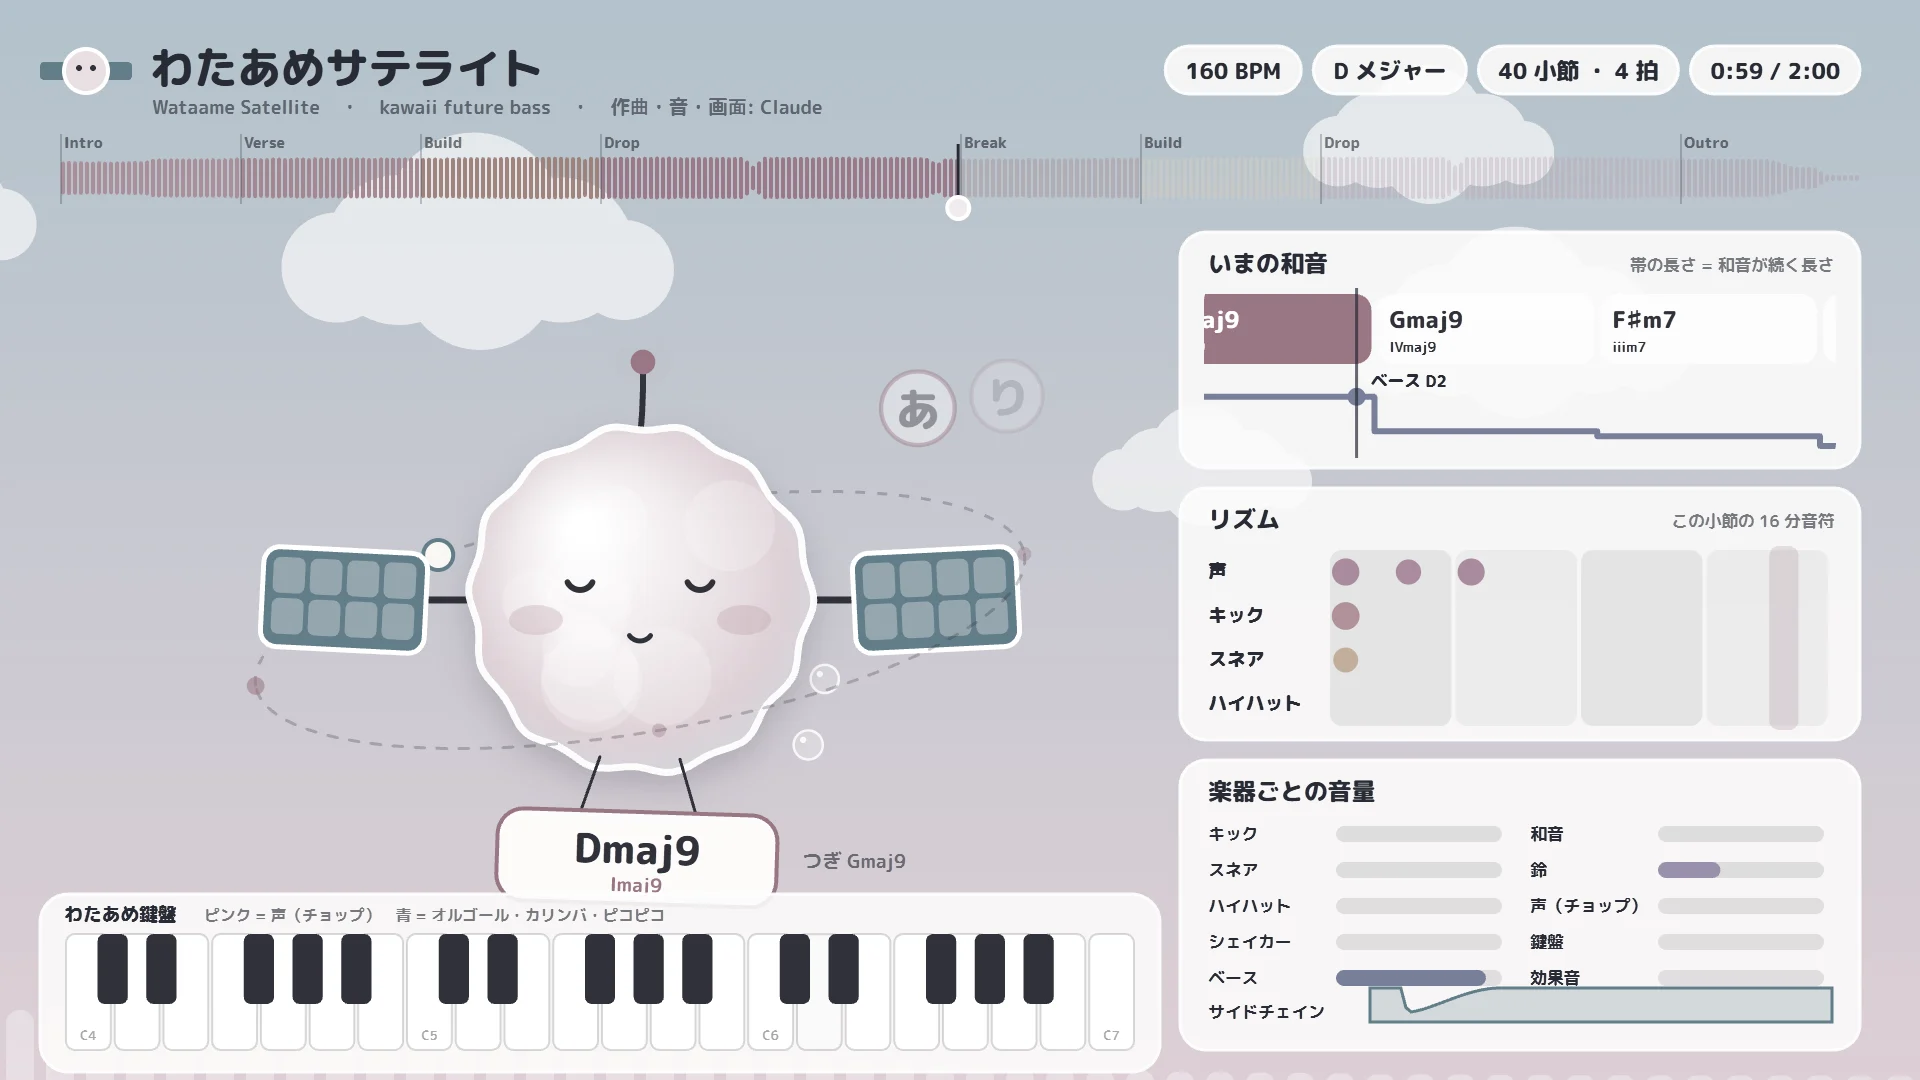 わたあめサテライト
Wataame Satellite ・ kawaii future bass ・ 作曲・音・画面: Claude
160 BPM
D メジャー
40 小節 ・ 4 拍
0:59 / 2:00
Intro
Verse
Build
Drop
Break
Build
Drop
Outro
いまの和音
帯の長さ = 和音が続く長さ
aj9
Gmaj9
IVmaj9
F♯m7
iiim7
ベース D2
あ
り
リズム
この小節の 16 分音符
声
キック
スネア
ハイハット
Dmaj9
Imaj9
つぎ Gmaj9
楽器ごとの音量
キック
和音
スネア
鈴
ハイハット
声（チョップ）
シェイカー
鍵盤
ベース
効果音
サイドチェイン
わたあめ鍵盤
ピンク = 声（チョップ） 青 = オルゴール・カリンバ・ピコピコ
C4
C5
C6
C7